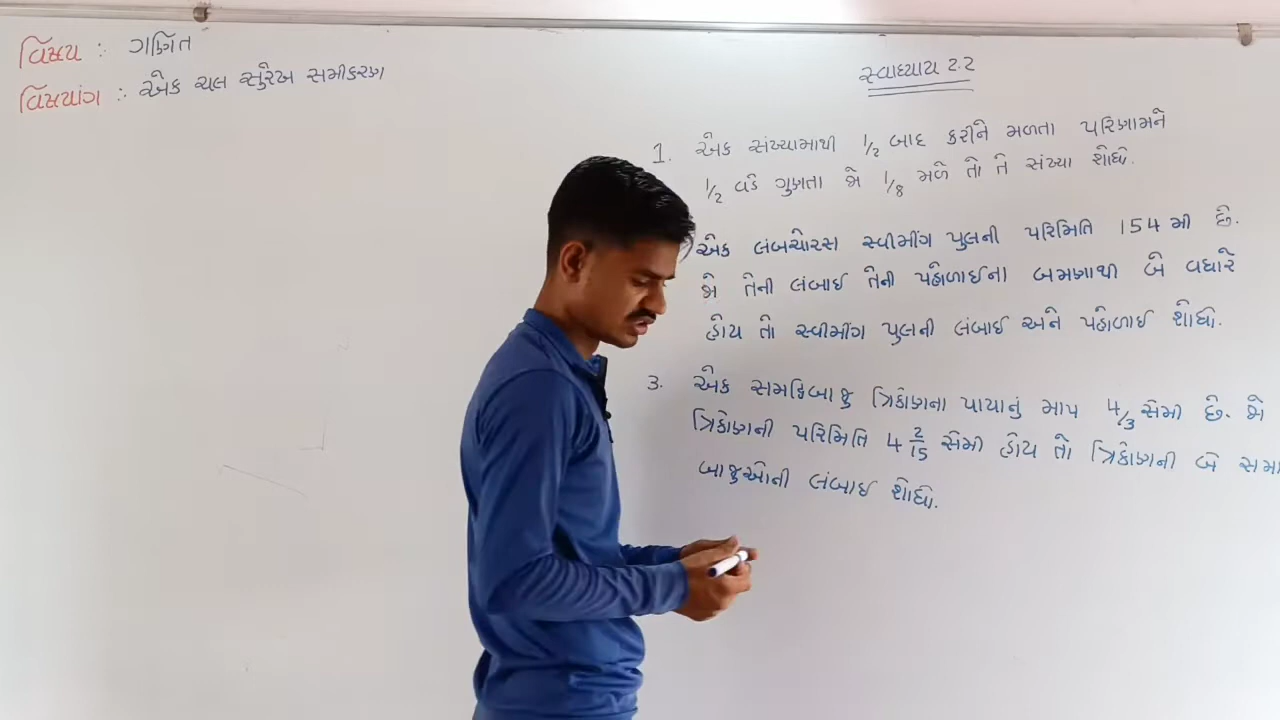 વિષય : ગણિત
વિષયાંગ : એક ચલ સુરેખ સમીકરણ
સ્વાધ્યાય 2.2
1. એક સંખ્યામાથી 1/2 બાદ કરીને મળતા પરિણામને
1/2 વડે ગુણતા જો 1/8 મળે તો તે સંખ્યા શોધો.
એક લંબચોરસ સ્વીમીંગ પુલની પરિમિતિ 154 મી છે.
જો તેની લંબાઈ તેની પહોળાઈના બમણાથી બે વધારે
હોય તો સ્વીમીંગ પુલની લંબાઈ અને પહોળાઈ શોધો.
3. એક સમદ્વિબાજુ ત્રિકોણના પાયાનું માપ 4/3 સેમી છે. જો
ત્રિકોણની પરિમિતિ 4 2/15 સેમી હોય તો ત્રિકોણની બે સમા
બાજુઓની લંબાઈ શોધો.